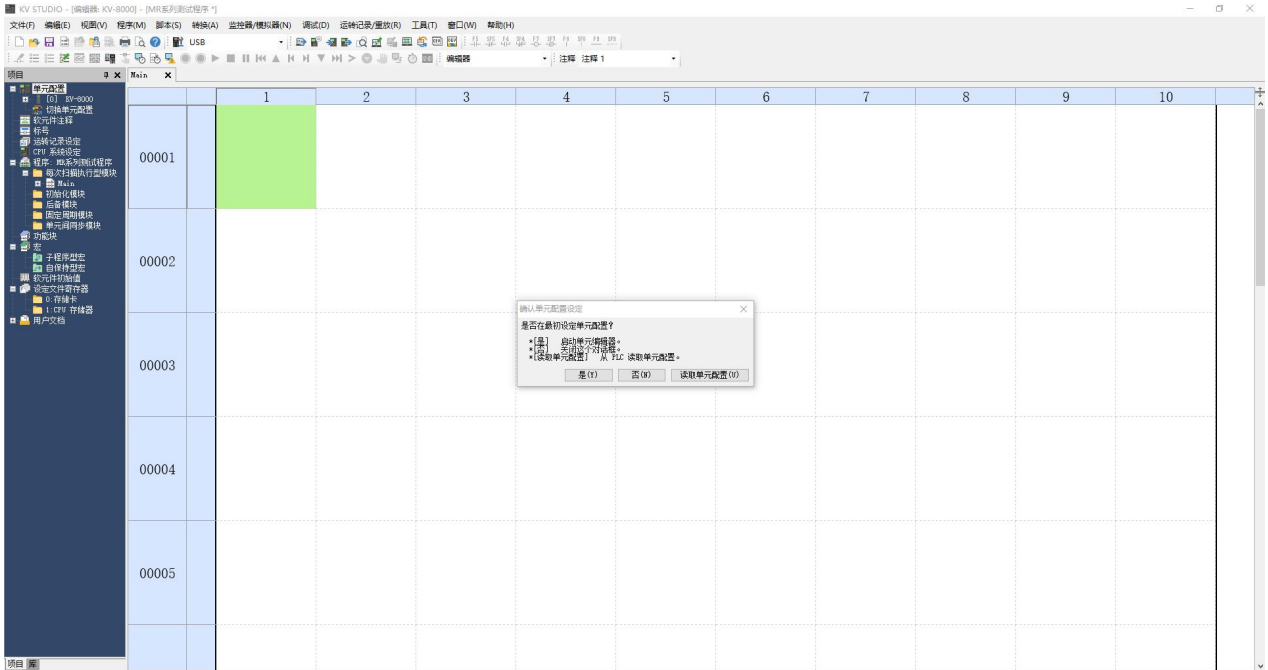 KV STUDIO - [编辑器: KV-8000] - [MR系列测试程序 *]
文件(F) 编辑(E) 视图(V) 程序(M) 脚本(S) 转换(A) 监控器/模拟器(N) 调试(D) 运转记录/重放(R) 工具(T) 窗口(W) 帮助(H)
USB
编辑器 注释 注释 1
项目 Main
单元配置
[0] KV-8000
切换单元配置
软元件注释
标号
运转记录设定
CPU 系统设定
程序: MR系列测试程序
每次扫描执行型模块
Main
初始化模块
后备模块
固定周期模块
单元间同步模块
功能块
宏
子程序型宏
自保持型宏
软元件初始值
设定文件寄存器
0:存储卡
1:CPU 存储器
用户文档
1 2 3 4 5 6 7 8 9 10
00001
00002
00003
00004
00005
确认单元配置设定
是否在最初设定单元配置?
*[是] 启动单元编辑器。
*[否] 关闭这个对话框。
*[读取单元配置] 从 PLC 读取单元配置。
是(Y) 否(N) 读取单元配置(U)
项目 库